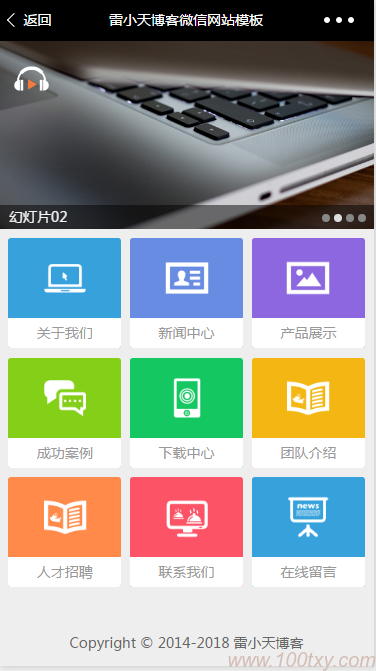 返回 雷小天博客微信网站模板
幻灯片02
关于我们 新闻中心 产品展示
成功案例 下载中心 团队介绍
news
人才招聘 联系我们 在线留言
Copyright © 2014-2018 雷小天博客
www.100txy.com